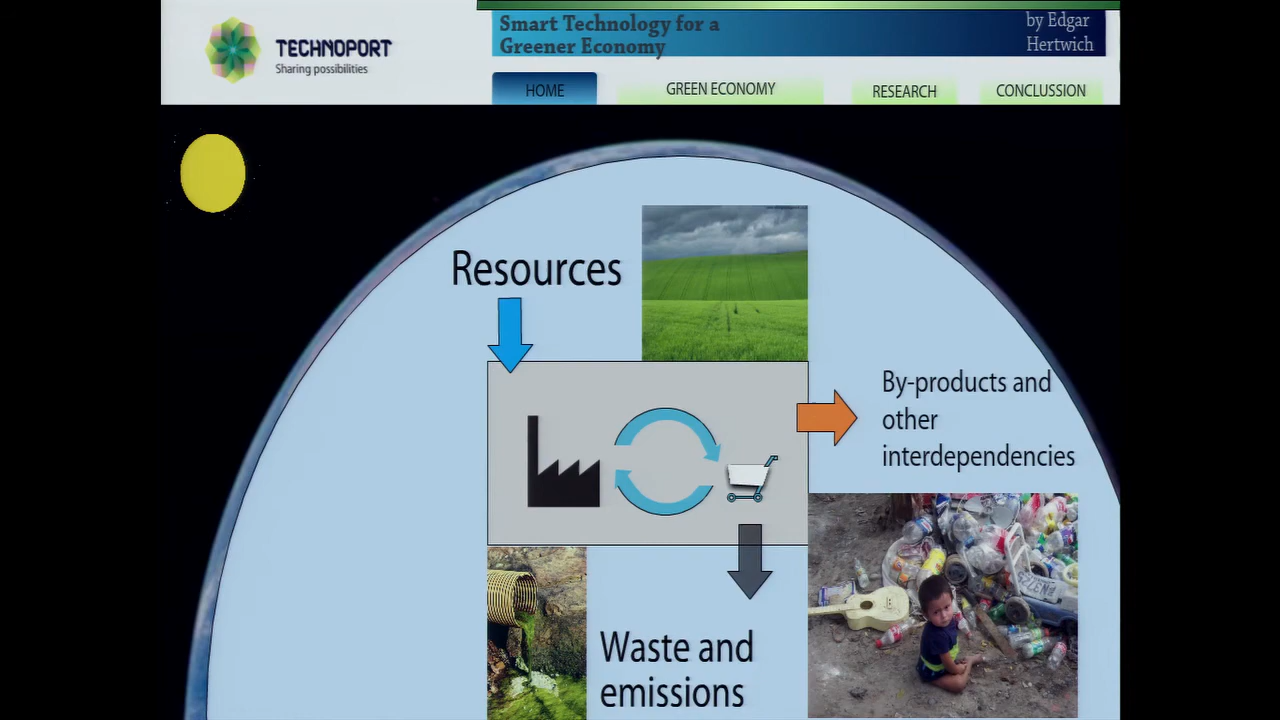 TECHNOPORT
Sharing possibilities
Smart Technology for a
Greener Economy
by Edgar
Hertwich
HOME
GREEN ECONOMY
RESEARCH
CONCLUSSION
Resources
By-products and
other
interdependencies
Waste and
emissions